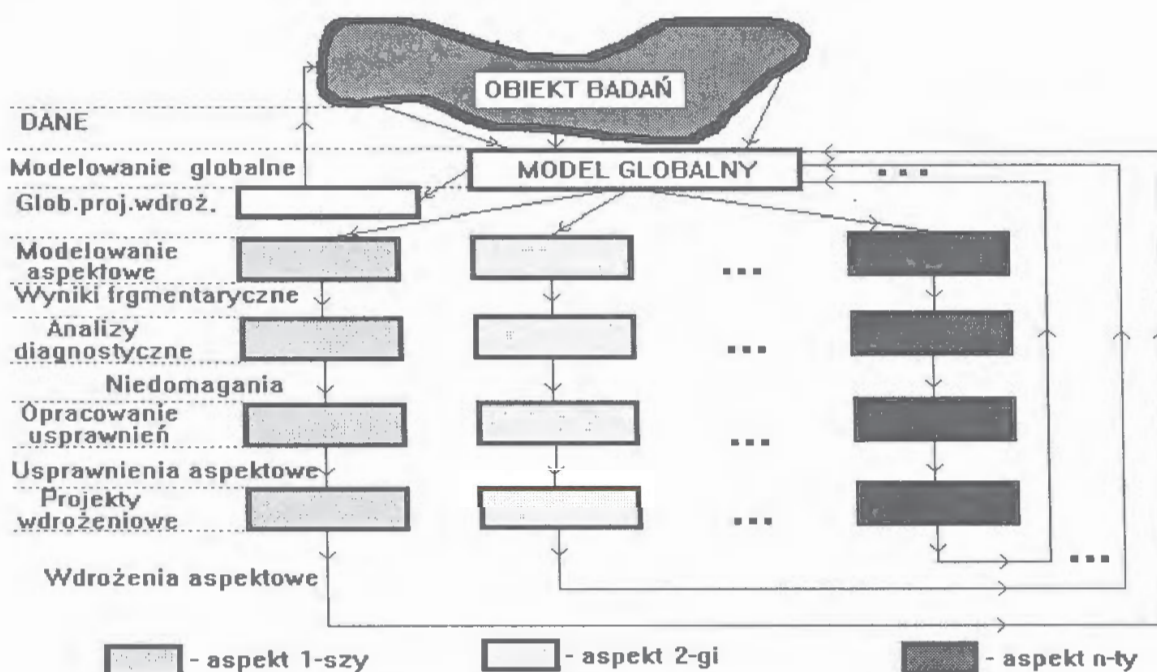 OBIEKT BADAŃ
DANE
Modelowanie globalne
MODEL GLOBALNY
...
Glob.proj.wdroż.
Modelowanie
aspektowe
...
Wyniki frgmentaryczne
Analizy
diagnostyczne
...
Niedomagania
Opracowanie
usprawnień
...
Usprawnienia aspektowe
Projekty
wdrożeniowe
...
...
Wdrożenia aspektowe
- aspekt 1-szy
- aspekt 2-gi
- aspekt n-ty